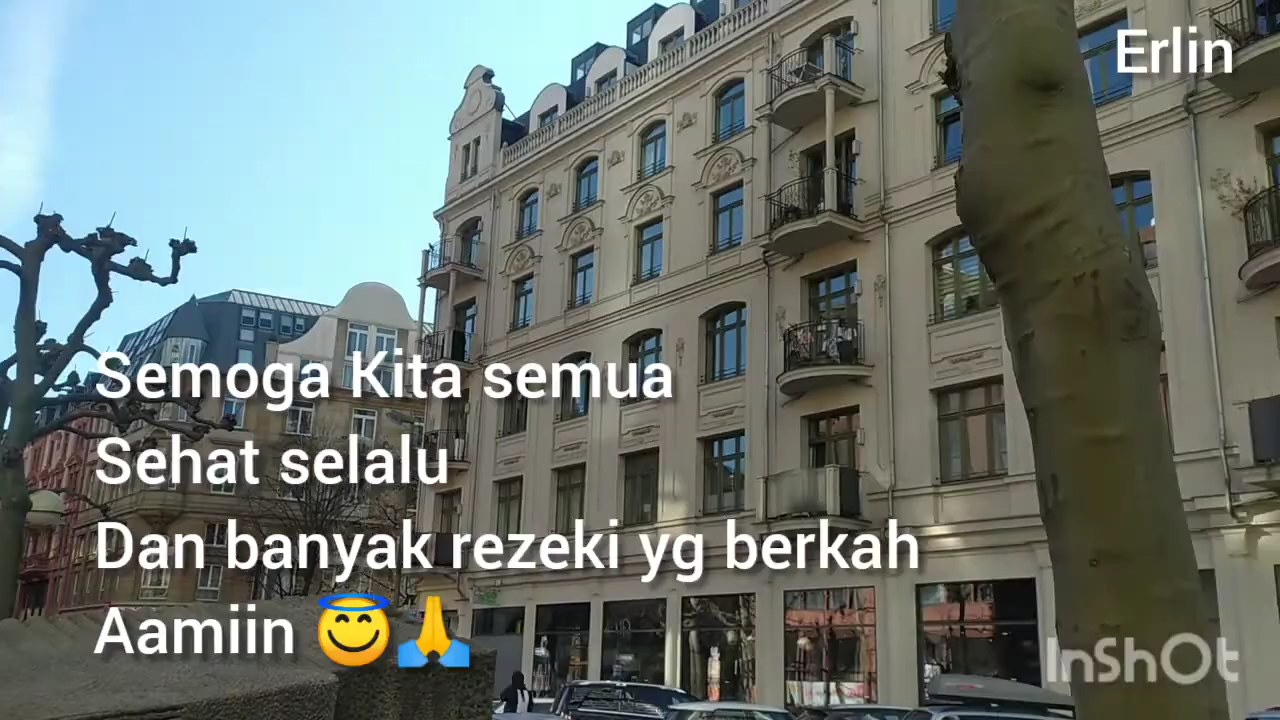 Erlin
Semoga Kita semua
Sehat selalu
Dan banyak rezeki yg berkah
Aamiin 😇🙏
InShOt